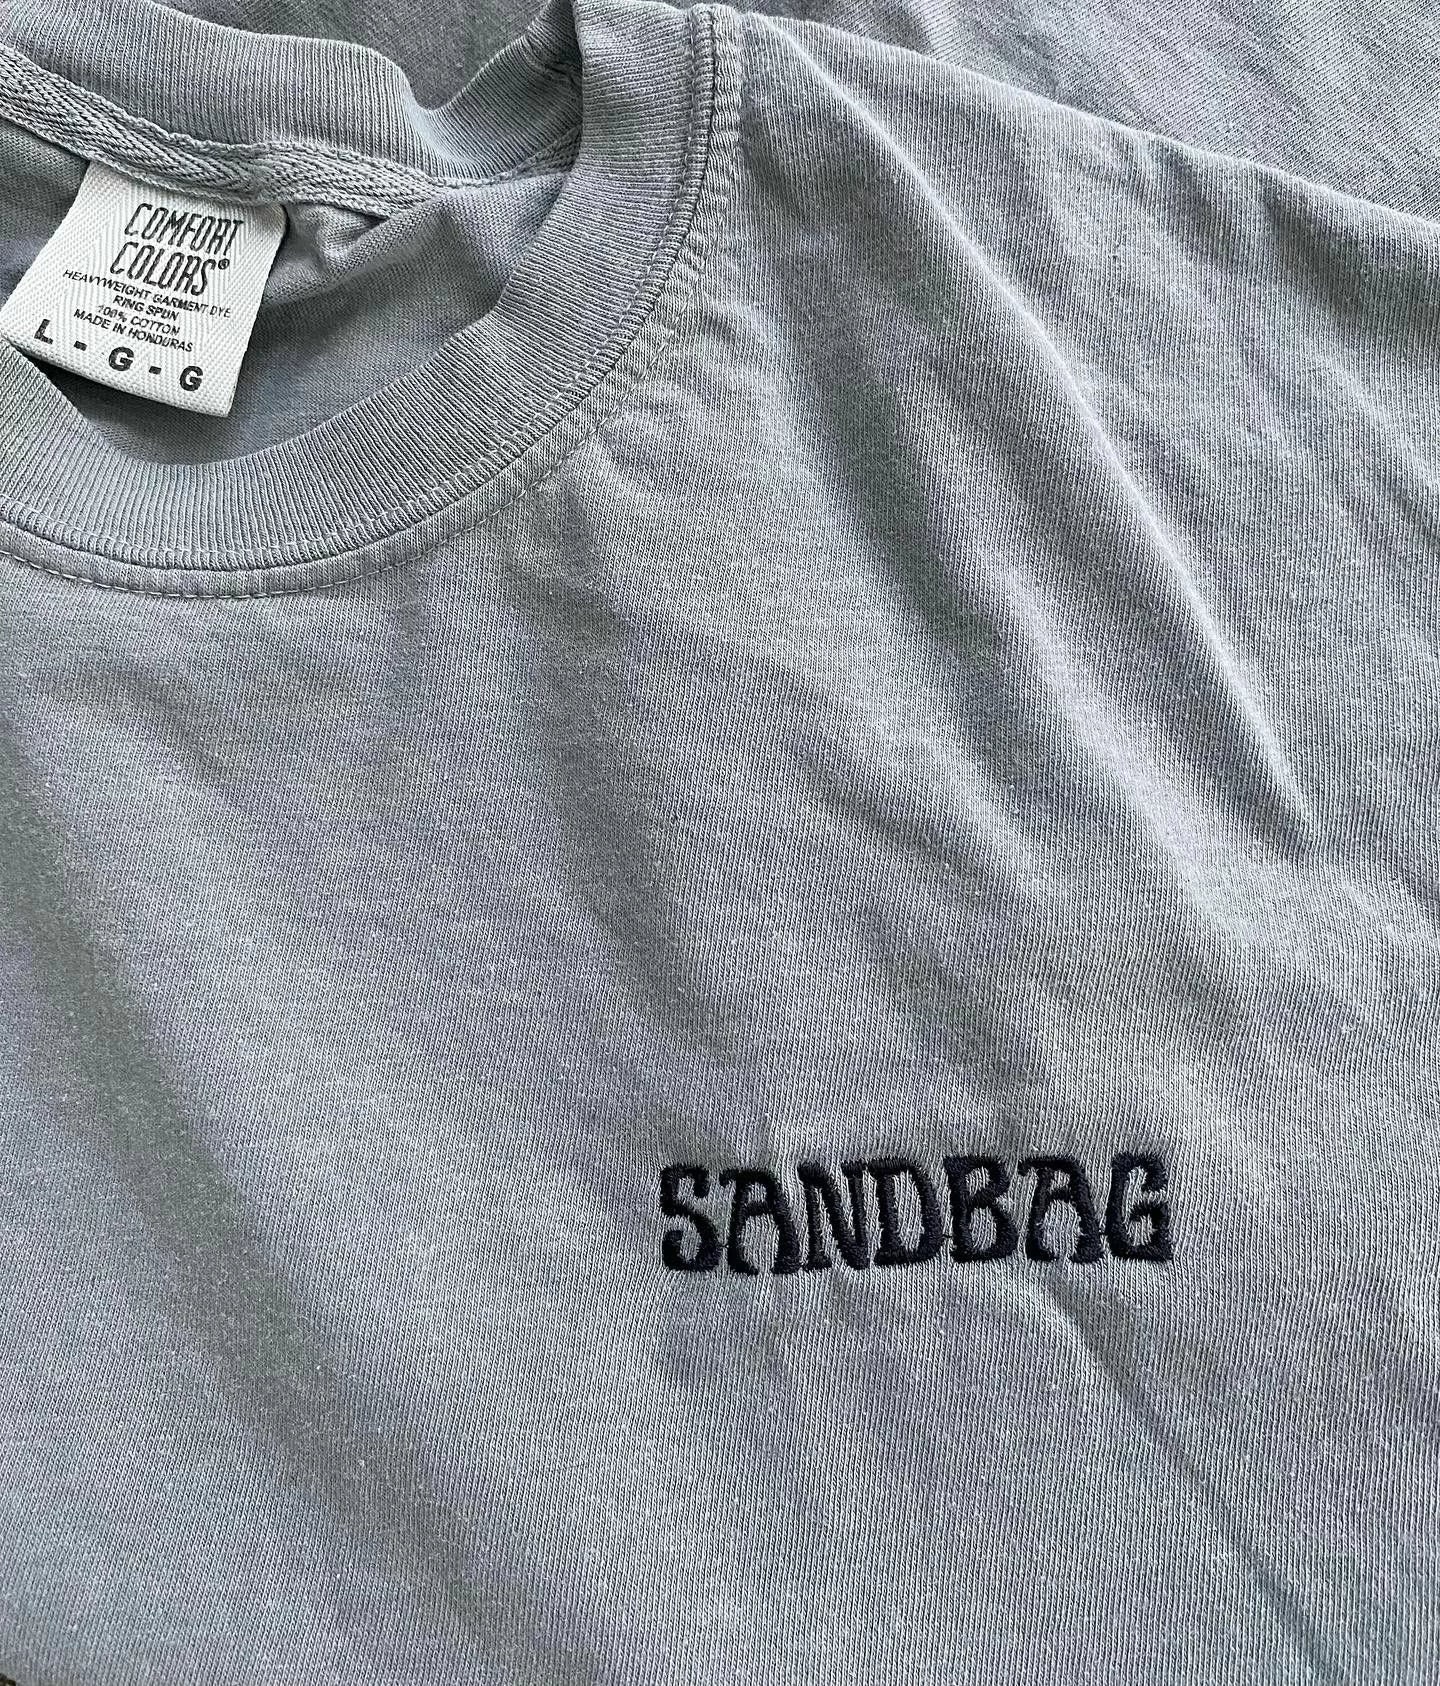 COMFORT
COLORS®
HEAVYWEIGHT GARMENT DYE
RING SPUN
100% COTTON
MADE IN HONDURAS
L - G - G
SANDBAG